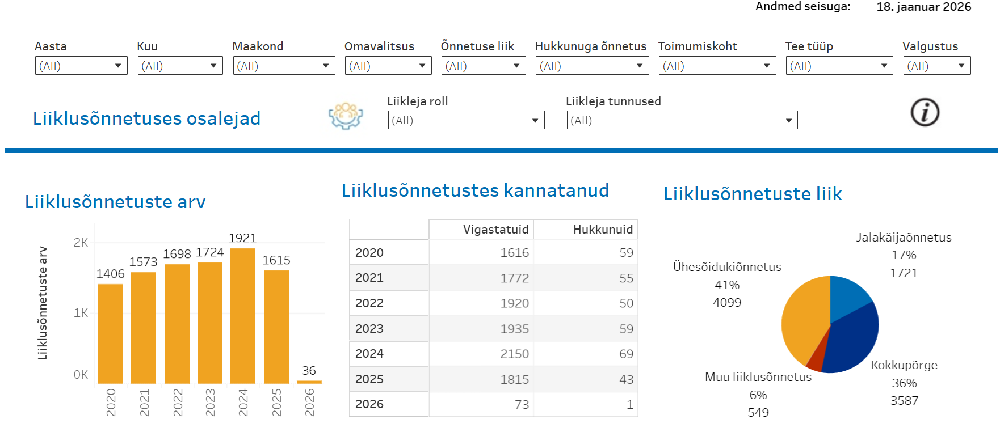 Andmed seisuga: 18. jaanuar 2026
Aasta Kuu Maakond Omavalitsus Õnnetuse liik Hukkunuga õnnetus Toimumiskoht Tee tüüp Valgustus
(All) (All) (All) (All) (All) (All) (All) (All) (All)
Liikleja roll Liikleja tunnused
Liiklusõnnetuses osalejad
(All) (All)
i
Liiklusõnnetuste arv
Liiklusõnnetuste arv
2K
1K
0K
1406 1573 1698 1724 1921 1615 36
2020 2021 2022 2023 2024 2025 2026
Liiklusõnnetustes kannatanud
Vigastatuid Hukkunuid
2020 1616 59
2021 1772 55
2022 1920 50
2023 1935 59
2024 2150 69
2025 1815 43
2026 73 1
Liiklusõnnetuste liik
Jalakäijaõnnetus
17%
1721
Ühesõidukiõnnetus
41%
4099
Kokkupõrge
36%
3587
Muu liiklusõnnetus
6%
549